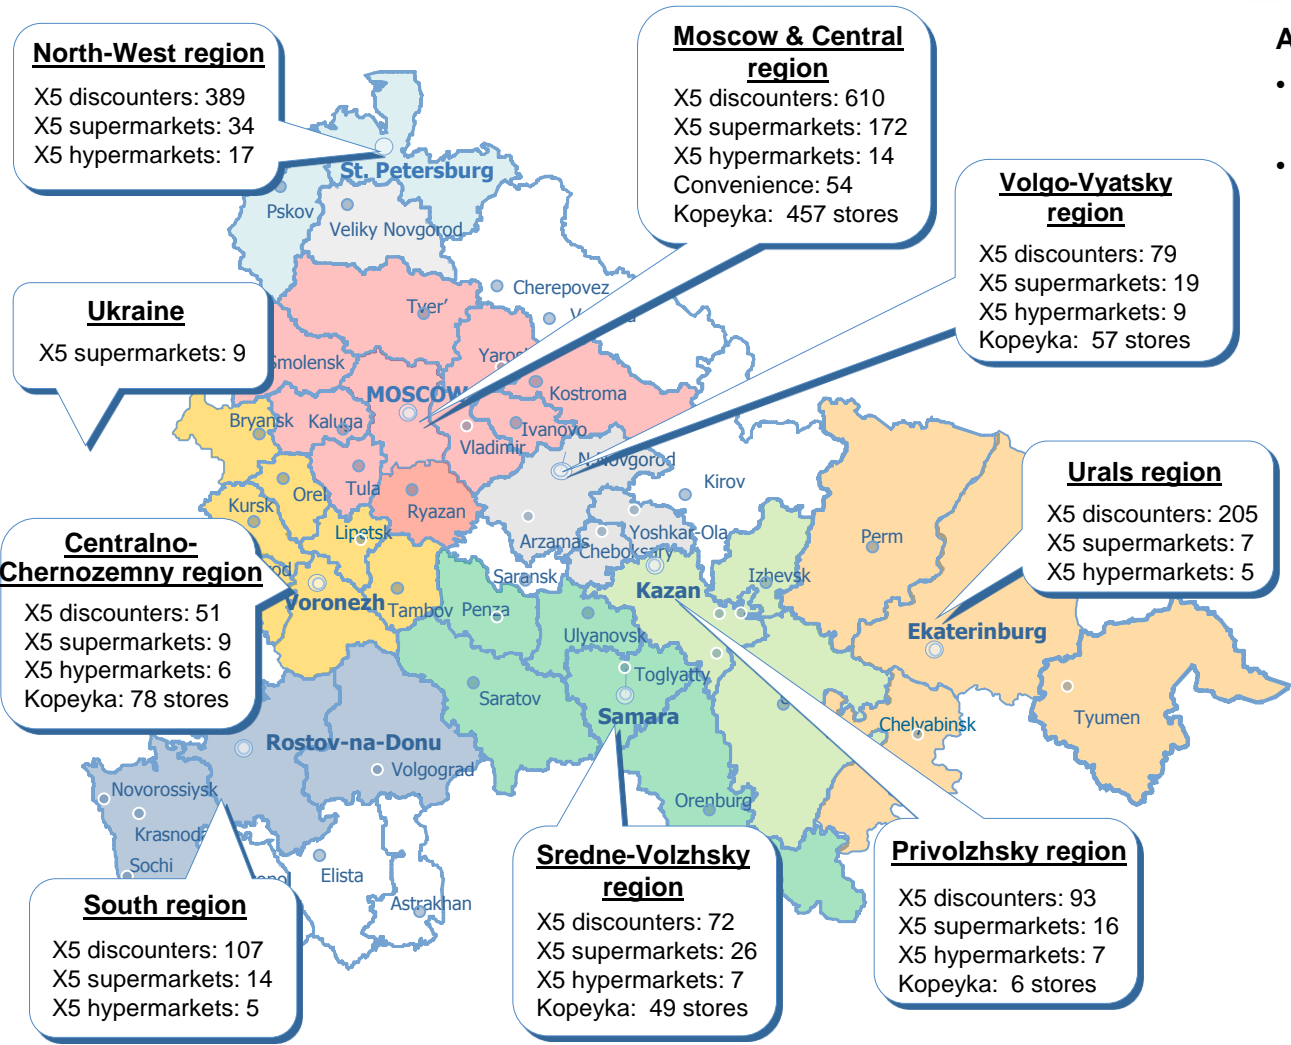 North-West region
X5 discounters: 389
X5 supermarkets: 34
X5 hypermarkets: 17
Moscow & Central
region
X5 discounters: 610
X5 supermarkets: 172
X5 hypermarkets: 14
Convenience: 54
Kopeyka: 457 stores
A
•
•
Volgo-Vyatsky
region
X5 discounters: 79
X5 supermarkets: 19
X5 hypermarkets: 9
Kopeyka: 57 stores
Ukraine
X5 supermarkets: 9
St. Petersburg
Pskov
Veliky Novgorod
Cherepovez
Tver’
Smolensk
MOSCOW
Kostroma
Bryansk
Kaluga
Ivanovo
Vladimir
N.Novgorod
Orel
Tula
Ryazan
Kirov
Kursk
Lipetsk
Arzamas
Yoshkar-Ola
Cheboksary
Perm
Urals region
X5 discounters: 205
X5 supermarkets: 7
X5 hypermarkets: 5
Centralno-
Chernozemny region
X5 discounters: 51
X5 supermarkets: 9
X5 hypermarkets: 6
Kopeyka: 78 stores
Voronezh
Tambov
Penza
Saransk
Kazan
Izhevsk
Ulyanovsk
Ekaterinburg
Toglyatty
Saratov
Samara
Chelyabinsk
Tyumen
Rostov-na-Donu
Volgograd
Novorossiysk
Krasnoda
Sochi
Orenburg
Elista
Astrakhan
South region
X5 discounters: 107
X5 supermarkets: 14
X5 hypermarkets: 5
Sredne-Volzhsky
region
X5 discounters: 72
X5 supermarkets: 26
X5 hypermarkets: 7
Kopeyka: 49 stores
Privolzhsky region
X5 discounters: 93
X5 supermarkets: 16
X5 hypermarkets: 7
Kopeyka: 6 stores